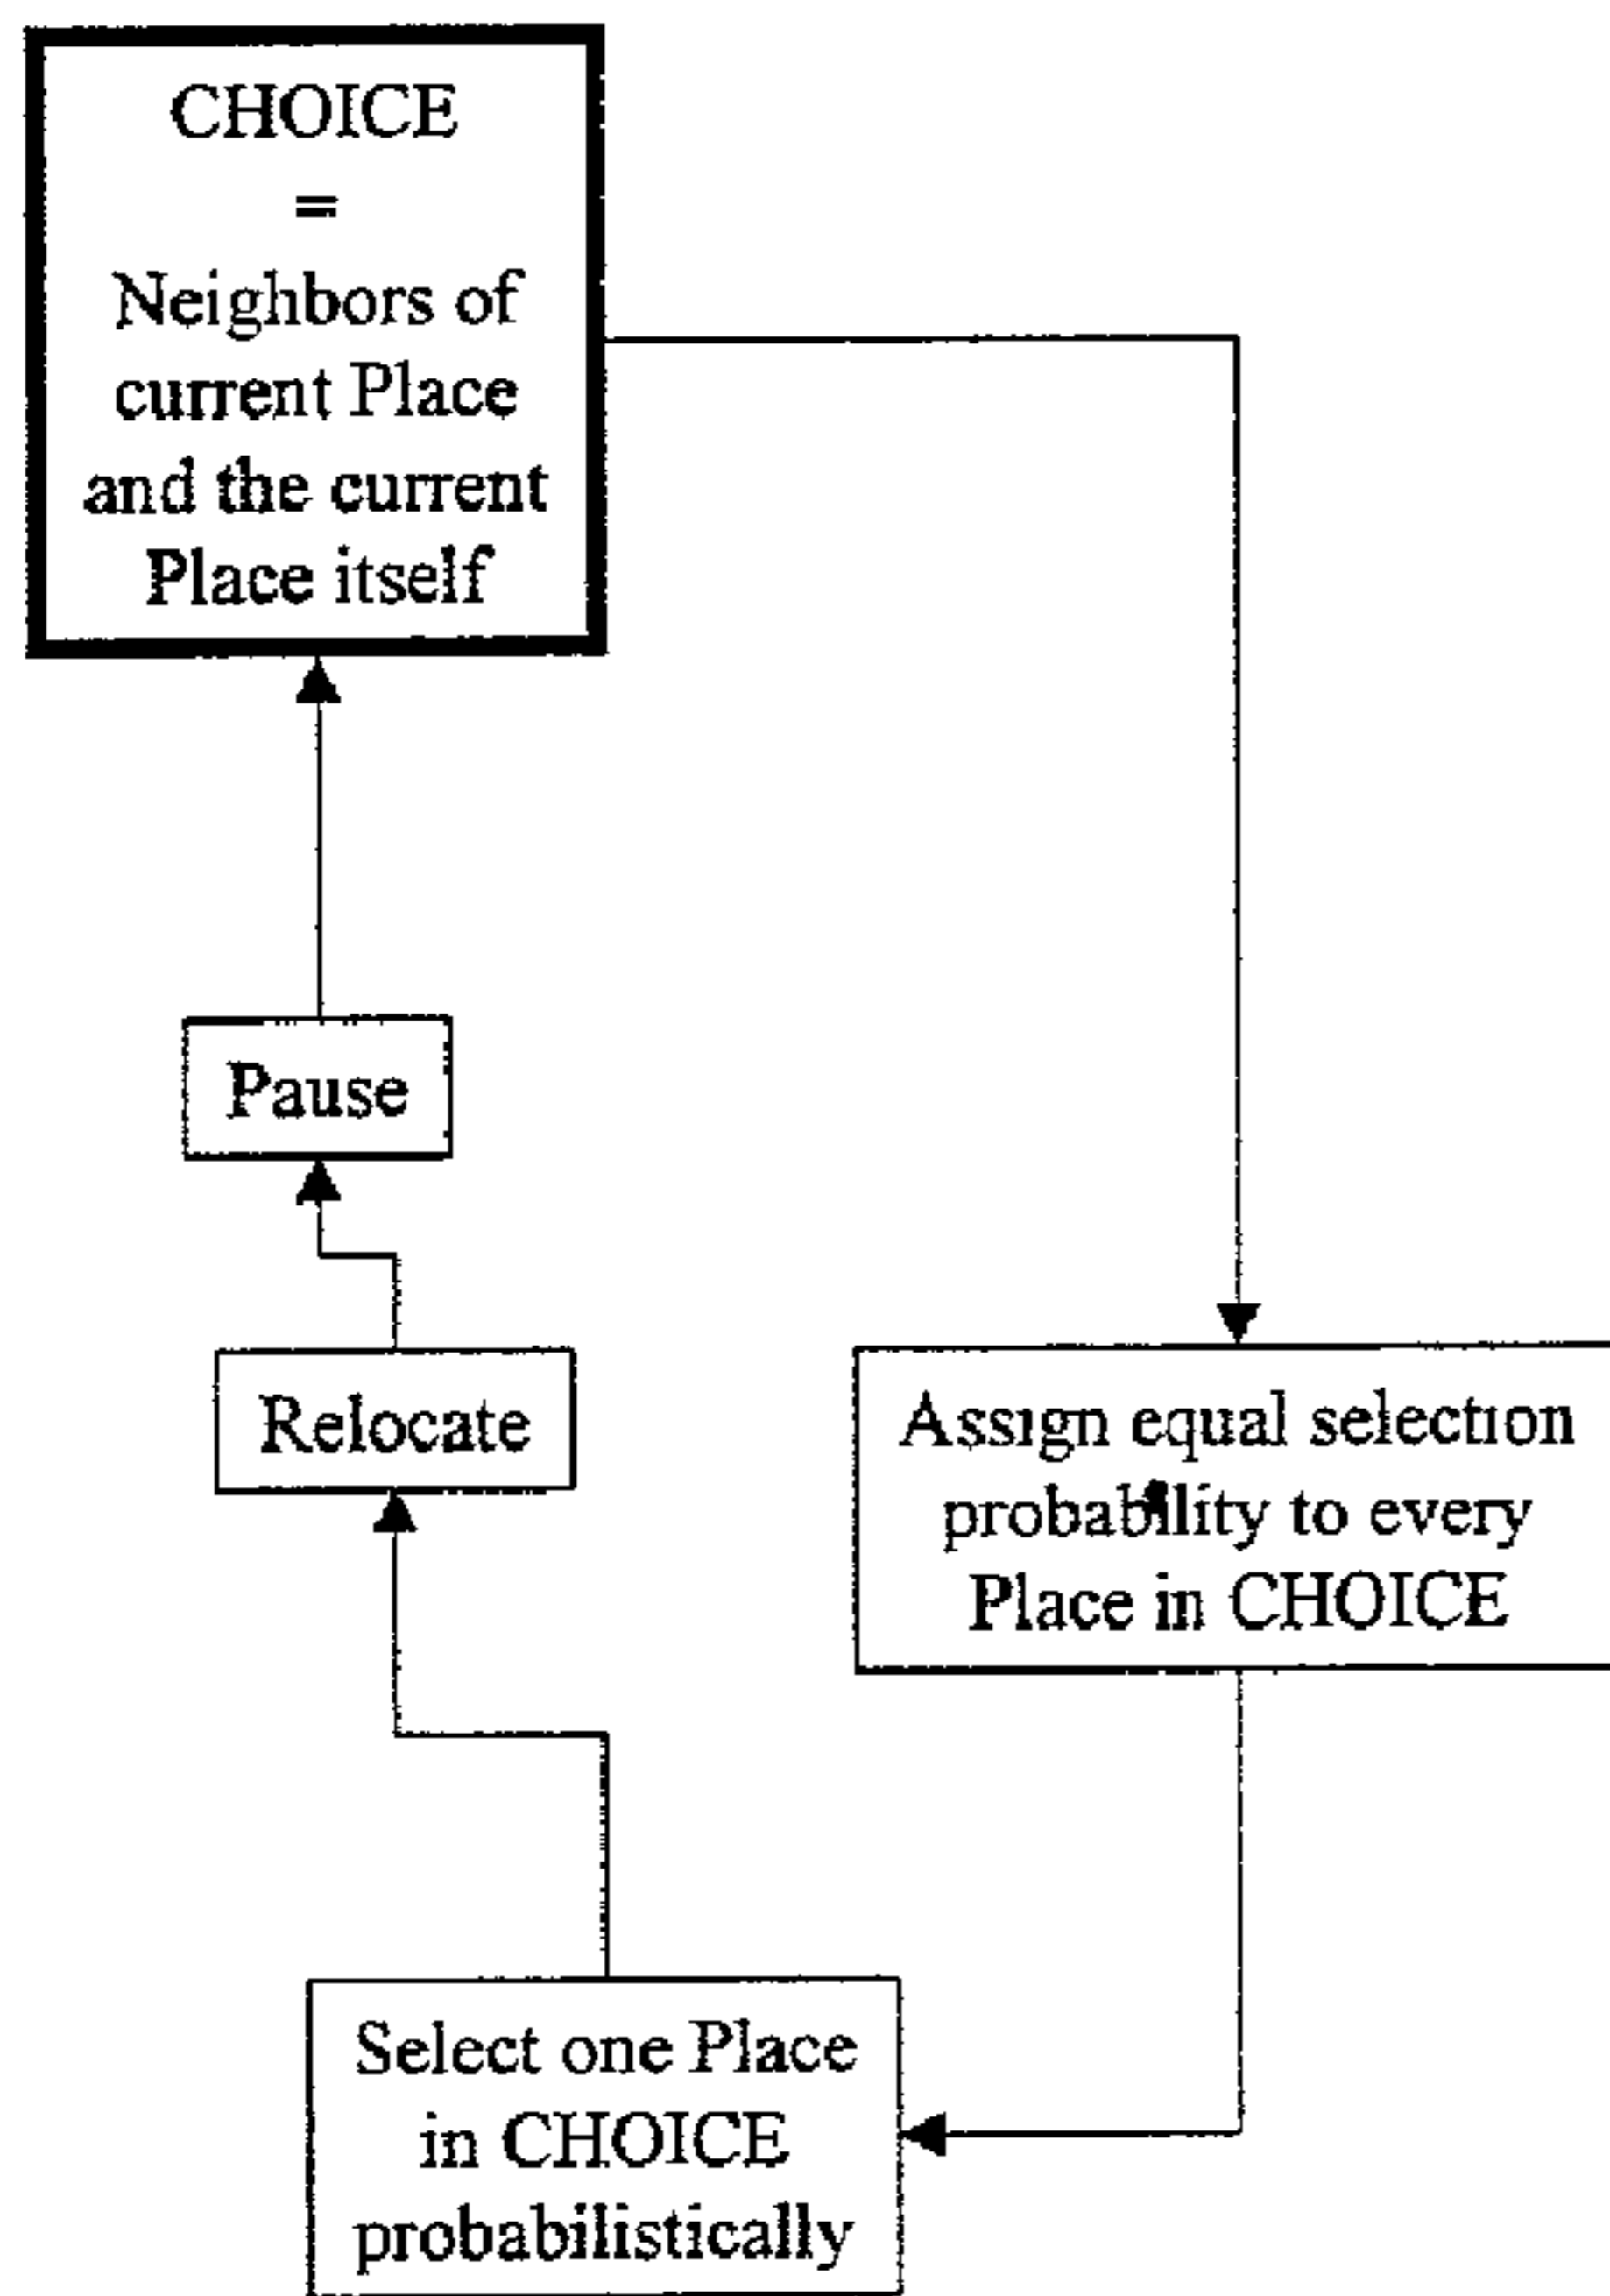 CHOICE
=
Neighbors of
current Place
and the current
Place itself
Pause
Relocate
Assign equal selection
probability to every
Place in CHOICE
Select one Place
in CHOICE
probabilistically